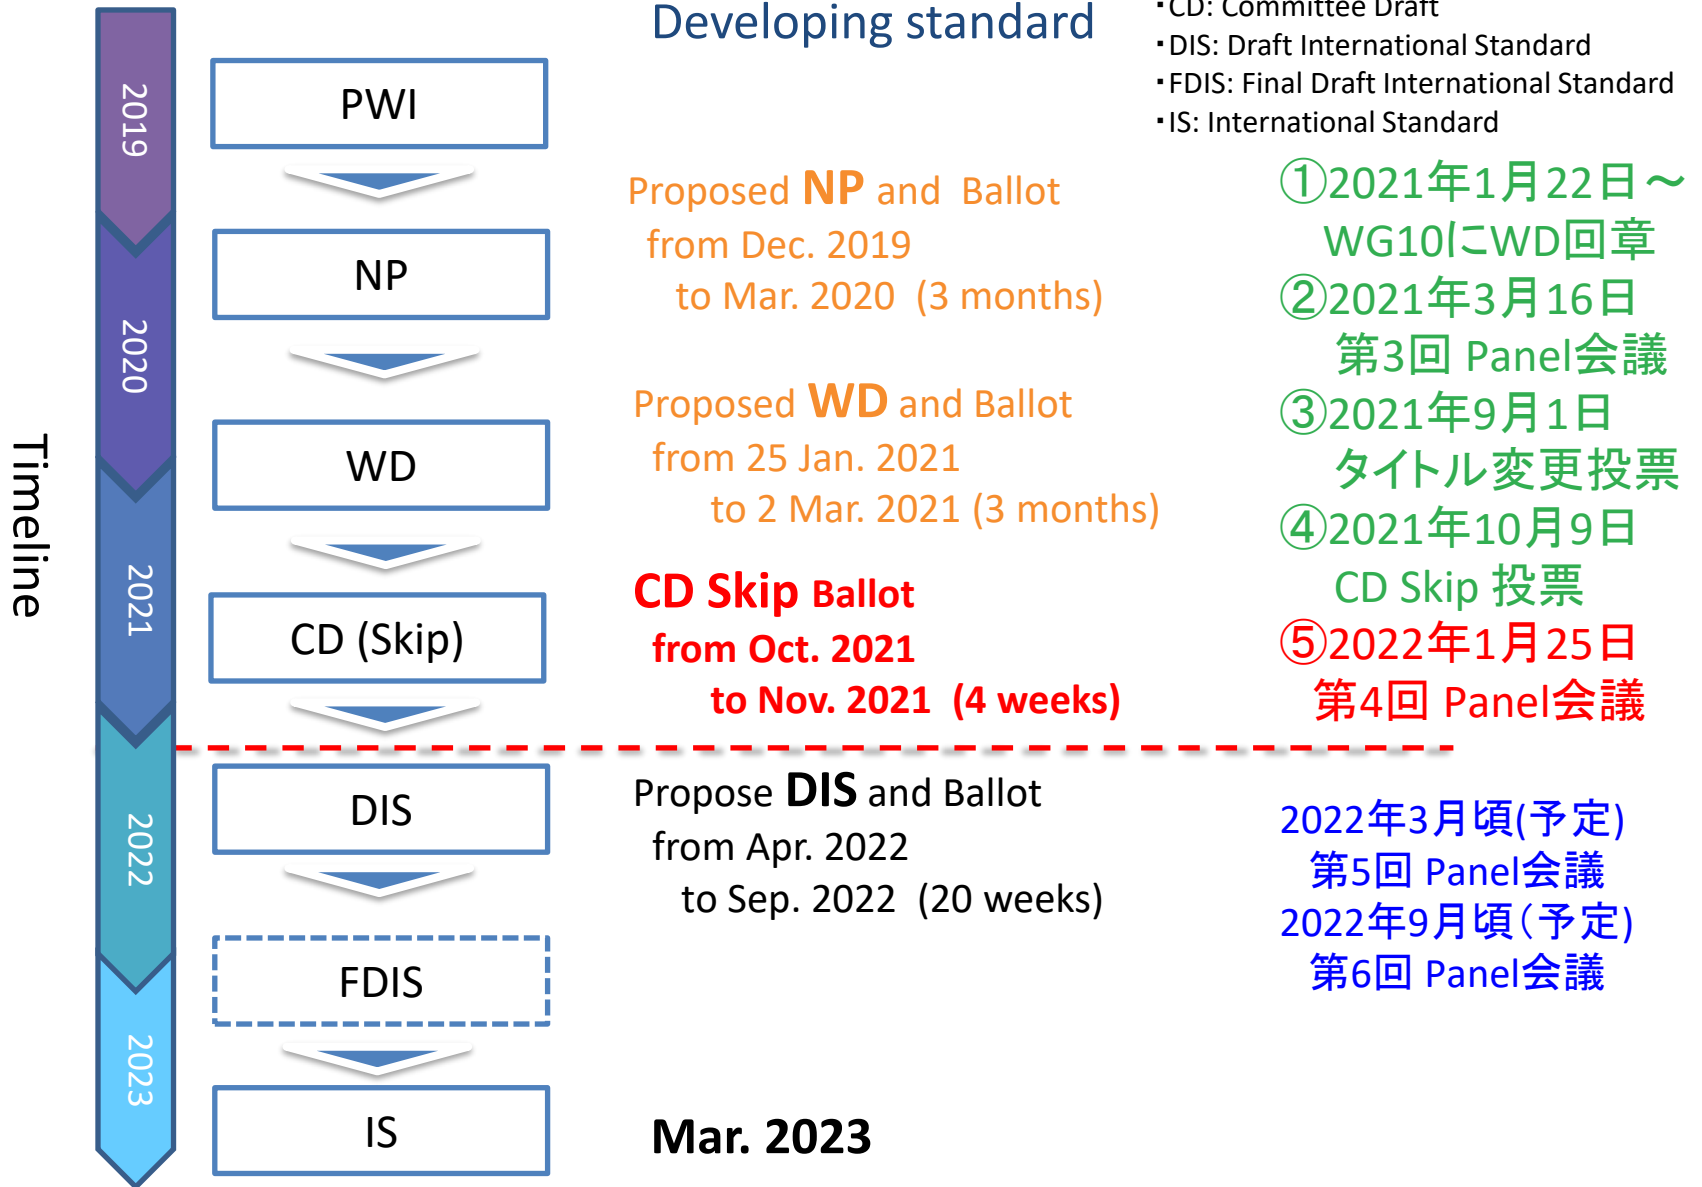 Developing standard
・CD: Committee Draft
・DIS: Draft International Standard
・FDIS: Final Draft International Standard
・IS: International Standard
Timeline
2019
2020
2021
2022
2023
PWI
NP
WD
CD (Skip)
DIS
FDIS
IS
Proposed NP and Ballot
from Dec. 2019
to Mar. 2020 (3 months)
Proposed WD and Ballot
from 25 Jan. 2021
to 2 Mar. 2021 (3 months)
CD Skip Ballot
from Oct. 2021
to Nov. 2021 (4 weeks)
Propose DIS and Ballot
from Apr. 2022
to Sep. 2022 (20 weeks)
Mar. 2023
①2021年1月22日～
WG10にWD回章
②2021年3月16日
第3回 Panel会議
③2021年9月1日
タイトル変更投票
④2021年10月9日
CD Skip 投票
⑤2022年1月25日
第4回 Panel会議
2022年3月頃(予定)
第5回 Panel会議
2022年9月頃（予定)
第6回 Panel会議